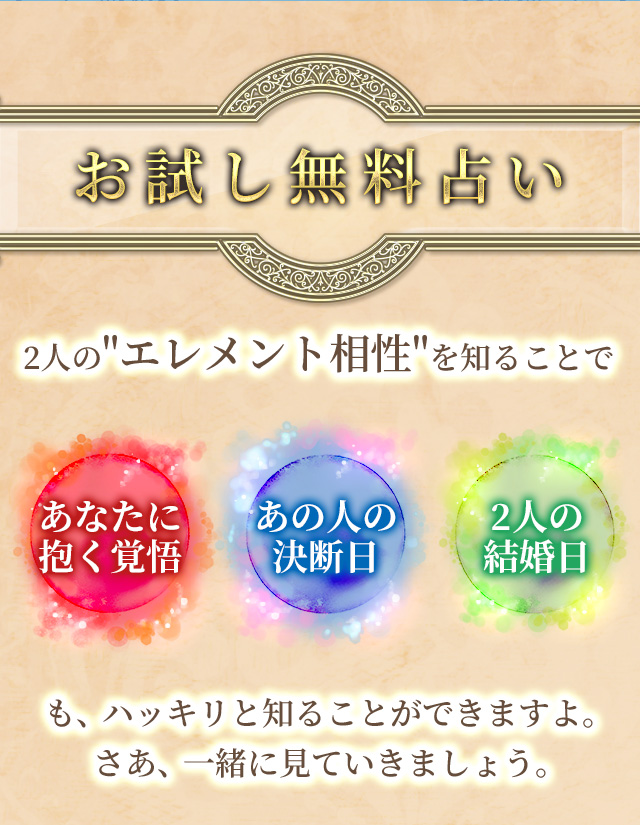 お試し無料占い
2人の"エレメント相性"を知ることで
あなたに
抱く覚悟
あの人の
決断日
2人の
結婚日
も、ハッキリと知ることができますよ。
さあ、一緒に見ていきましょう。